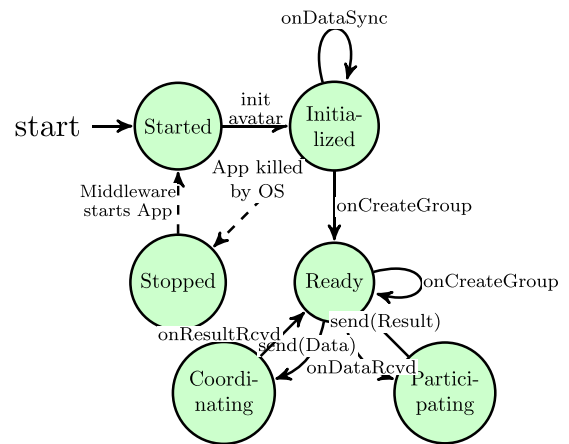 onDataSync
start
Started
init
avatar
Initia-
lized
Middleware
starts App
App killed
by OS
onCreateGroup
Stopped
Ready
onCreateGroup
onResultRcvd
send(Result)
send(Data)
onDataRcvd
Coordi-
nating
Partici-
pating